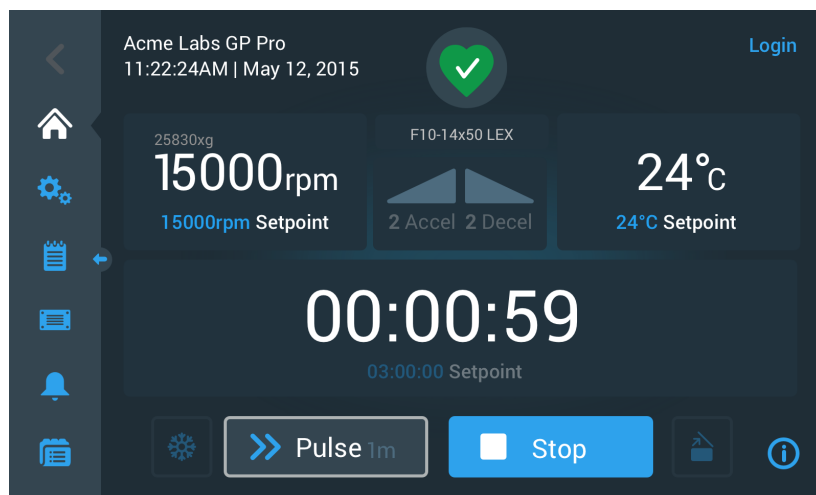 Acme Labs GP Pro
11:22:24AM | May 12, 2015
Login
25830xg
15000rpm
15000rpm Setpoint
F10-14x50 LEX
2 Accel 2 Decel
24°C
24°C Setpoint
00:00:59
03:00:00 Setpoint
Pulse 1m
Stop